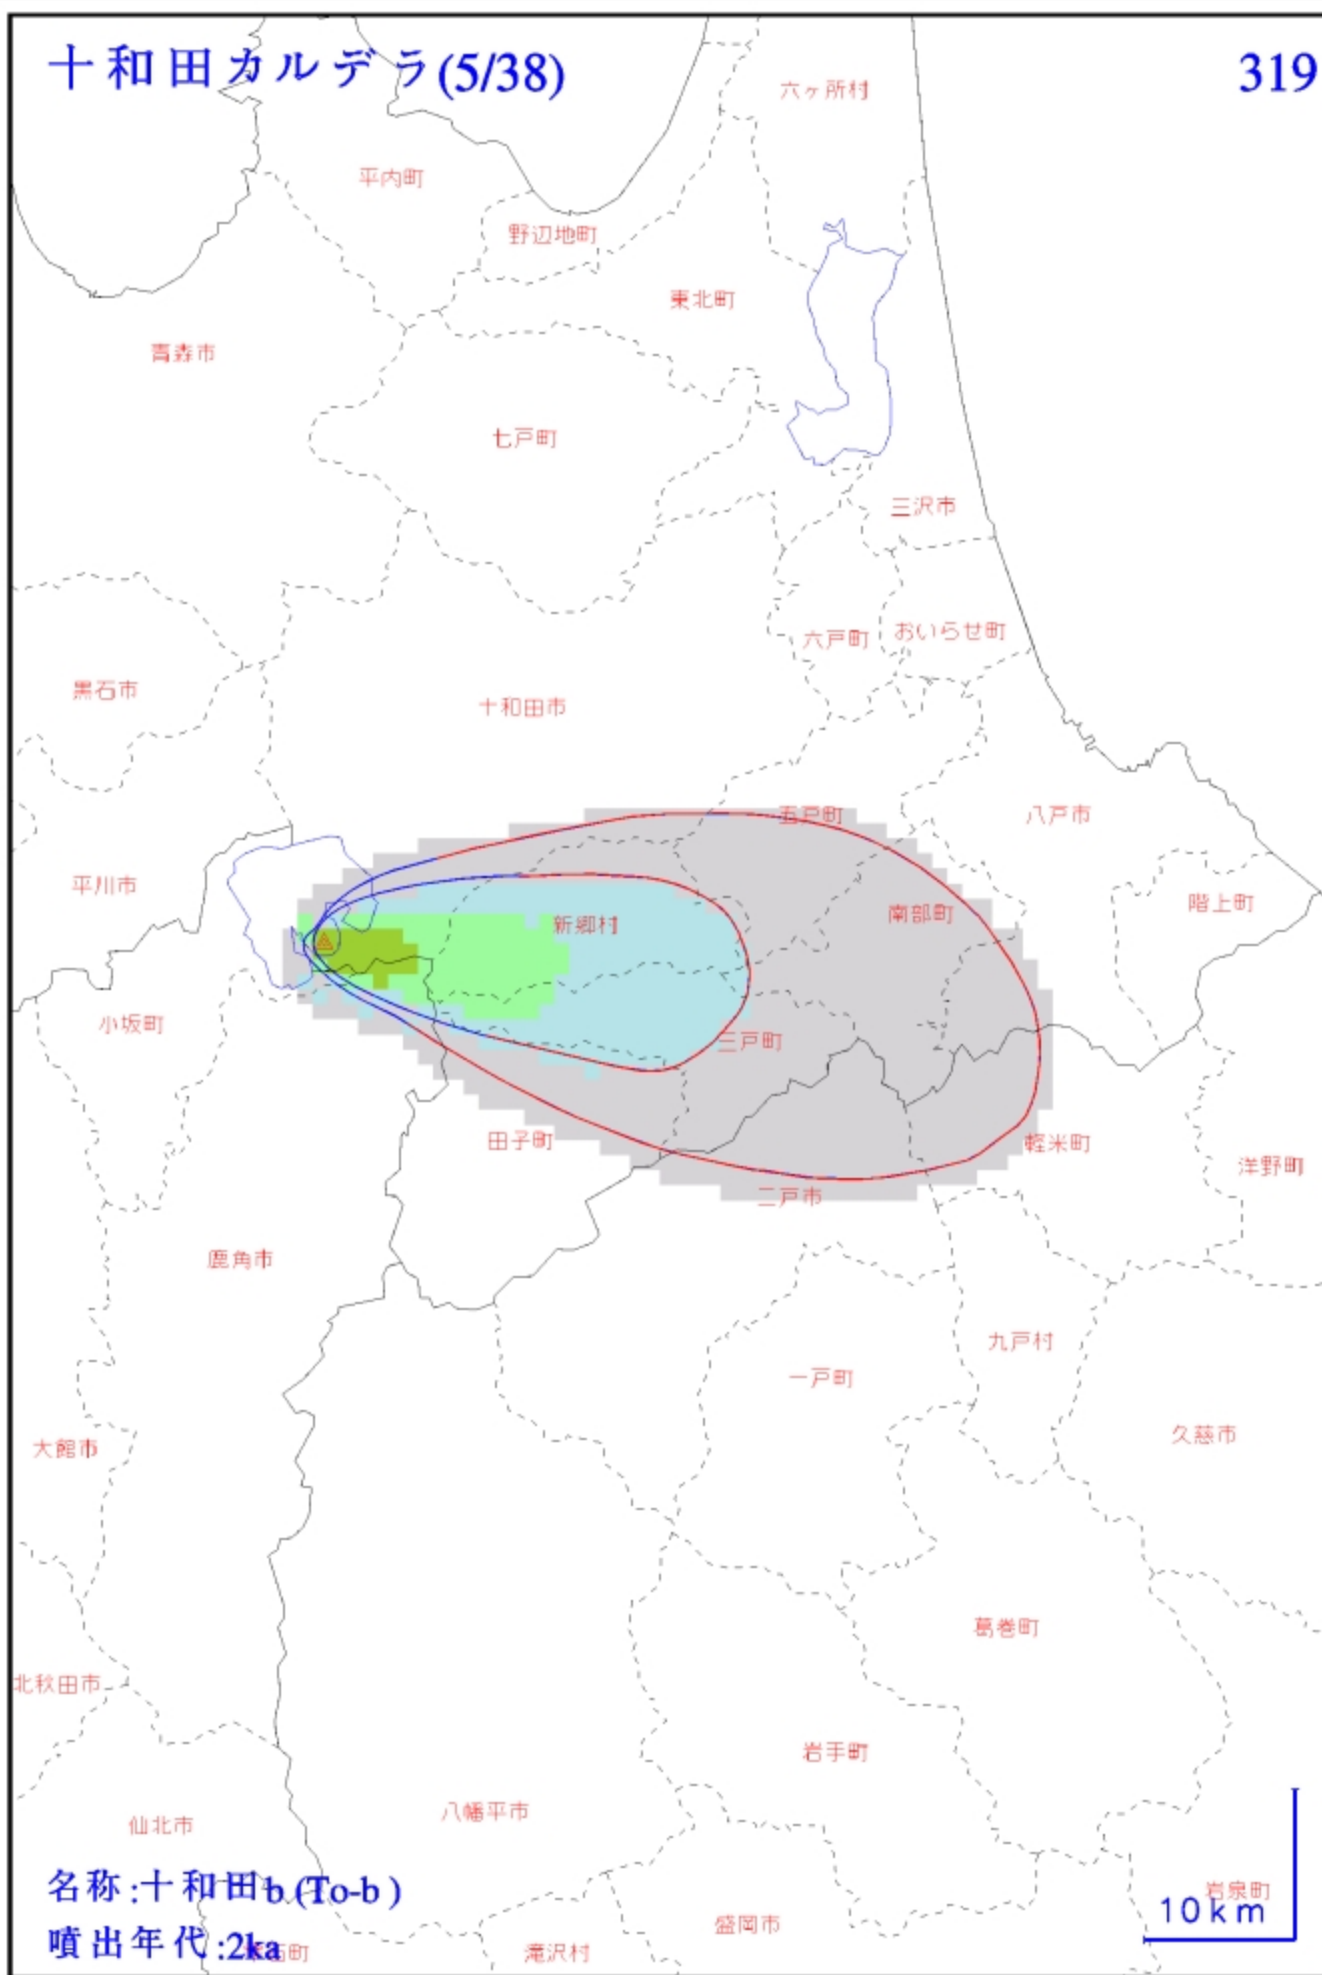 十和田カルデラ(5/38)
319
六ヶ所村
平内町
野辺地町
東北町
青森市
七戸町
三沢市
おいらせ町
六戸町
黒石市
十和田市
五戸町
八戸市
平川市
階上町
南部町
新郷村
小坂町
三戸町
田子町
軽米町
洋野町
二戸市
鹿角市
九戸村
一戸町
久慈市
大館市
葛巻町
北秋田市
岩手町
八幡平市
仙北市
名称:十和田b(To-b)
岩泉町
10km
盛岡市
噴出年代:2ka
滝沢村